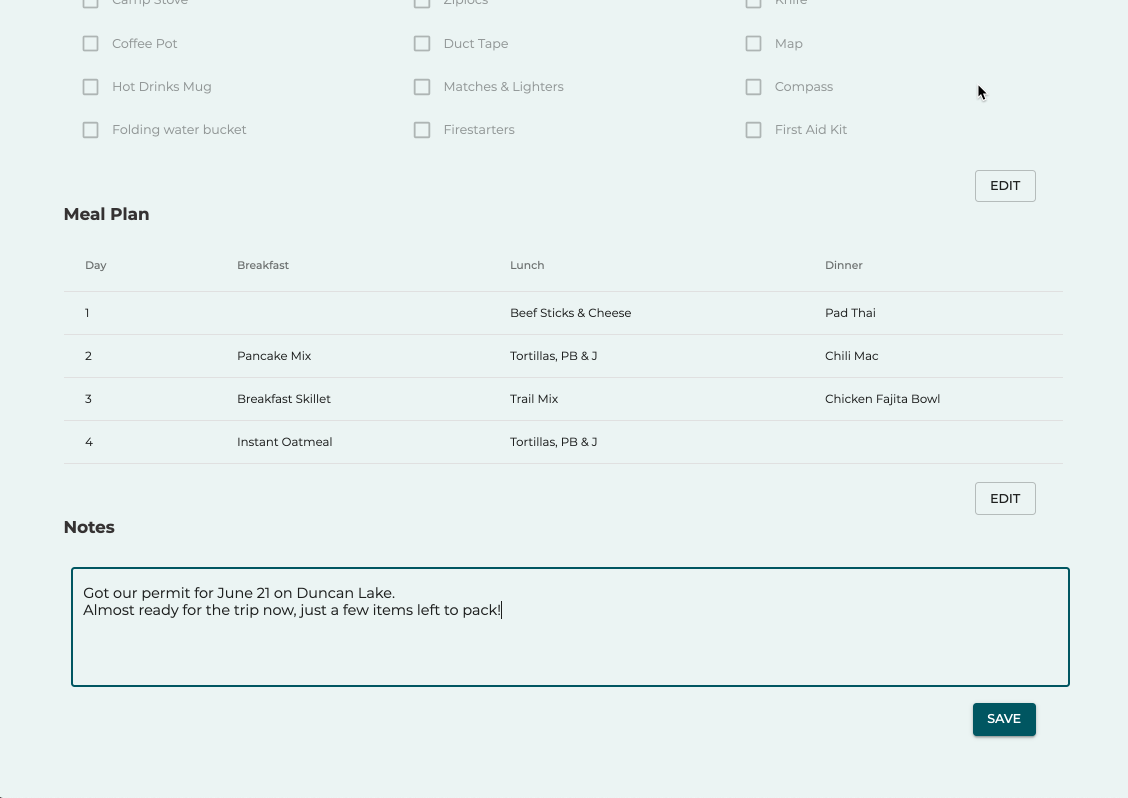 Camp Stove Ziplocs Knife
Coffee Pot Duct Tape Map
Hot Drinks Mug Matches & Lighters Compass
Folding water bucket Firestarters First Aid Kit
EDIT
Meal Plan
Day Breakfast Lunch Dinner
1 Beef Sticks & Cheese Pad Thai
2 Pancake Mix Tortillas, PB & J Chili Mac
3 Breakfast Skillet Trail Mix Chicken Fajita Bowl
4 Instant Oatmeal Tortillas, PB & J
EDIT
Notes
Got our permit for June 21 on Duncan Lake.
Almost ready for the trip now, just a few items left to pack!
SAVE